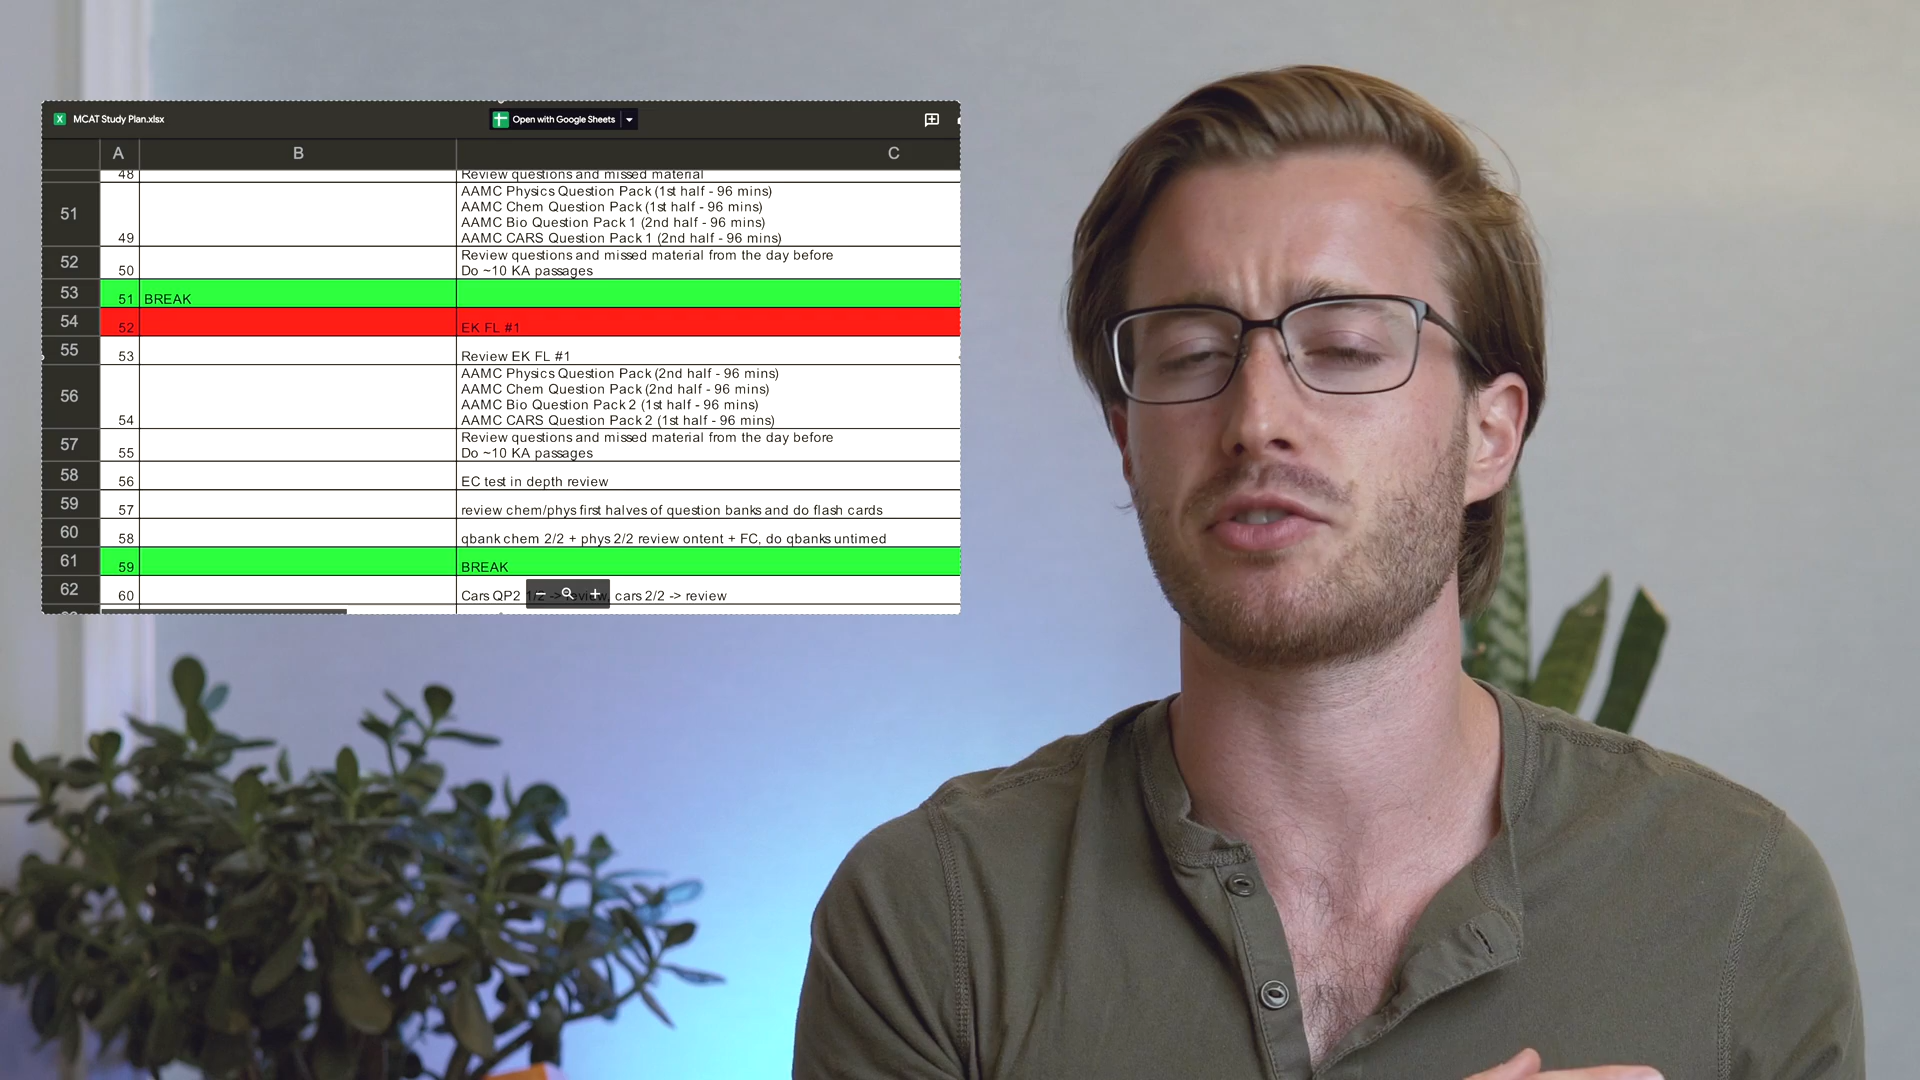 MCAT Study Plan.xlsx
Open with Google Sheets
A B C
48 Review questions and missed material
51 49 AAMC Physics Question Pack (1st half - 96 mins)
AAMC Chem Question Pack (1st half - 96 mins)
AAMC Bio Question Pack 1 (2nd half - 96 mins)
AAMC CARS Question Pack 1 (2nd half - 96 mins)
52 50 Review questions and missed material from the day before
Do ~10 KA passages
53 51 BREAK
54 52 EK FL #1
55 53 Review EK FL #1
56 54 AAMC Physics Question Pack (2nd half - 96 mins)
AAMC Chem Question Pack (2nd half - 96 mins)
AAMC Bio Question Pack 2 (1st half - 96 mins)
AAMC CARS Question Pack 2 (1st half - 96 mins)
57 55 Review questions and missed material from the day before
Do ~10 KA passages
58 56 EC test in depth review
59 57 review chem/phys first halves of question banks and do flash cards
60 58 qbank chem 2/2 + phys 2/2 review ontent + FC, do qbanks untimed
61 59 BREAK
62 60 Cars QP2 1/2 -> review, cars 2/2 -> review